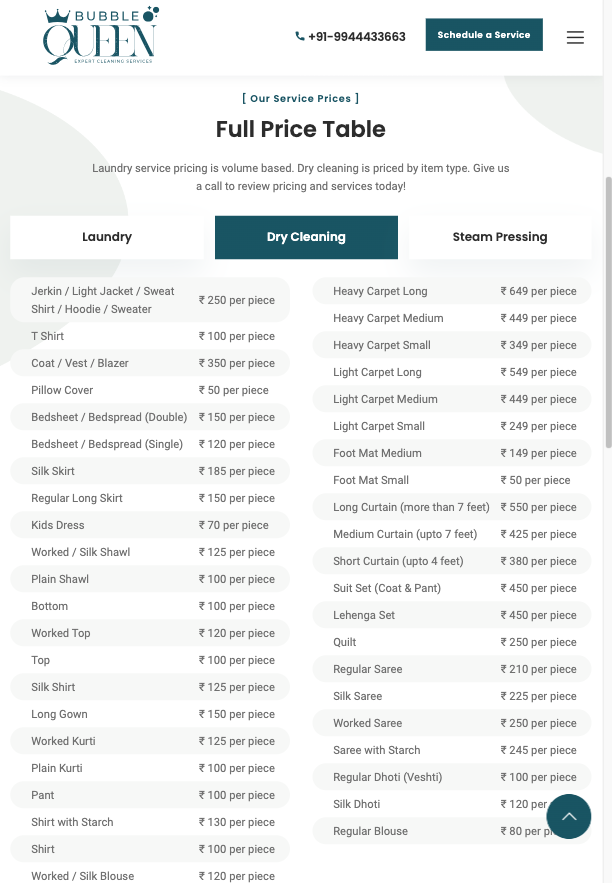 BUBBLE
QUEEN
EXPERT CLEANING SERVICES
+91-9944433663
Schedule a Service
[ Our Service Prices ]
Full Price Table
Laundry service pricing is volume based. Dry cleaning is priced by item type. Give us
a call to review pricing and services today!
Laundry
Dry Cleaning
Steam Pressing
Jerkin / Light Jacket / Sweat
Shirt / Hoodie / Sweater
₹ 250 per piece
T Shirt ₹ 100 per piece
Coat / Vest / Blazer ₹ 350 per piece
Pillow Cover ₹ 50 per piece
Bedsheet / Bedspread (Double) ₹ 150 per piece
Bedsheet / Bedspread (Single) ₹ 120 per piece
Silk Skirt ₹ 185 per piece
Regular Long Skirt ₹ 150 per piece
Kids Dress ₹ 70 per piece
Worked / Silk Shawl ₹ 125 per piece
Plain Shawl ₹ 100 per piece
Bottom ₹ 100 per piece
Worked Top ₹ 120 per piece
Top ₹ 100 per piece
Silk Shirt ₹ 125 per piece
Long Gown ₹ 150 per piece
Worked Kurti ₹ 125 per piece
Plain Kurti ₹ 100 per piece
Pant ₹ 100 per piece
Shirt with Starch ₹ 130 per piece
Shirt ₹ 100 per piece
Worked / Silk Blouse ₹ 120 per piece
Heavy Carpet Long ₹ 649 per piece
Heavy Carpet Medium ₹ 449 per piece
Heavy Carpet Small ₹ 349 per piece
Light Carpet Long ₹ 549 per piece
Light Carpet Medium ₹ 449 per piece
Light Carpet Small ₹ 249 per piece
Foot Mat Medium ₹ 149 per piece
Foot Mat Small ₹ 50 per piece
Long Curtain (more than 7 feet) ₹ 550 per piece
Medium Curtain (upto 7 feet) ₹ 425 per piece
Short Curtain (upto 4 feet) ₹ 380 per piece
Suit Set (Coat & Pant) ₹ 450 per piece
Lehenga Set ₹ 450 per piece
Quilt ₹ 250 per piece
Regular Saree ₹ 210 per piece
Silk Saree ₹ 225 per piece
Worked Saree ₹ 250 per piece
Saree with Starch ₹ 245 per piece
Regular Dhoti (Veshti) ₹ 100 per piece
Silk Dhoti ₹ 120 per
Regular Blouse ₹ 80 per